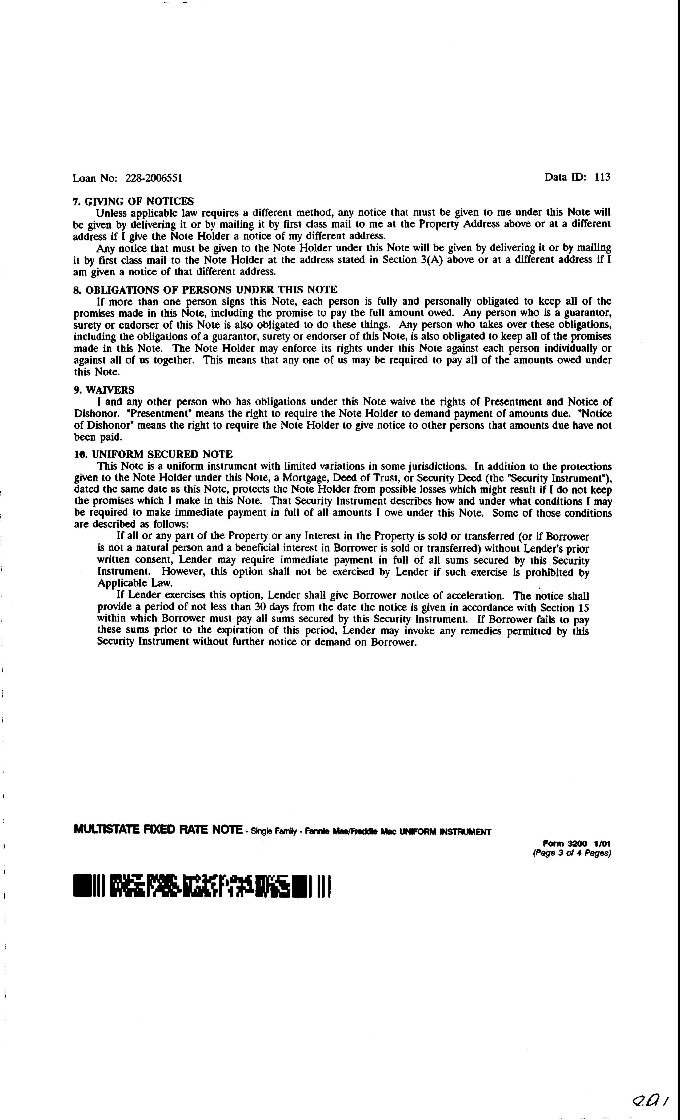 Loan No: 228-2006551 Data ID: 113
7. GIVING OF NOTICES
Unless applicable law requires a different method, any notice that must be given to me under this Note will
be given by delivering it or by mailing it by first class mail to me at the Property Address above or at a different
address if I give the Note Holder a notice of my different address.
Any notice that must be given to the Note Holder under this Note will be given by delivering it or by mailing
it by first class mail to the Note Holder at the address stated in Section 3(A) above or at a different address if I
am given a notice of that different address.
8. OBLIGATIONS OF PERSONS UNDER THIS NOTE
If more than one person signs this Note, each person is fully and personally obligated to keep all of the
promises made in this Note, including the promise to pay the full amount owed. Any person who is a guarantor,
surety or endorser of this Note is also obligated to do these things. Any person who takes over these obligations,
including the obligations of a guarantor, surety or endorser of this Note, is also obligated to keep all of the promises
made in this Note. The Note Holder may enforce its rights under this Note against each person individually or
against all of us together. This means that any one of us may be required to pay all of the amounts owed under
this Note.
9. WAIVERS
I and any other person who has obligations under this Note waive the rights of Presentment and Notice of
Dishonor. "Presentment" means the right to require the Note Holder to demand payment of amounts due. "Notice
of Dishonor" means the right to require the Note Holder to give notice to other persons that amounts due have not
been paid.
10. UNIFORM SECURED NOTE
This Note is a uniform instrument with limited variations in some jurisdictions. In addition to the protections
given to the Note Holder under this Note, a Mortgage, Deed of Trust, or Security Deed (the "Security Instrument"),
dated the same date as this Note, protects the Note Holder from possible losses which might result if I do not keep
the promises which I make in this Note. That Security Instrument describes how and under what conditions I may
be required to make immediate payment in full of all amounts I owe under this Note. Some of those conditions
are described as follows:
If all or any part of the Property or any Interest in the Property is sold or transferred (or if Borrower
is not a natural person and a beneficial interest in Borrower is sold or transferred) without Lender's prior
written consent, Lender may require immediate payment in full of all sums secured by this Security
Instrument. However, this option shall not be exercised by Lender if such exercise is prohibited by
Applicable Law.
If Lender exercises this option, Lender shall give Borrower notice of acceleration. The notice shall
provide a period of not less than 30 days from the date the notice is given in accordance with Section 15
within which Borrower must pay all sums secured by this Security Instrument. If Borrower fails to pay
these sums prior to the expiration of this period, Lender may invoke any remedies permitted by this
Security Instrument without further notice or demand on Borrower.
MULTISTATE FIXED RATE NOTE - Single Family - Fannie Mae/Freddie Mac UNIFORM INSTRUMENT
Form 3200 1/01
(Page 3 of 4 Pages)